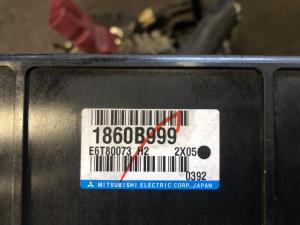 1860B999
E6T80073 H2 2X05
0392
MITSUBISHI ELECTRIC CORP., JAPAN